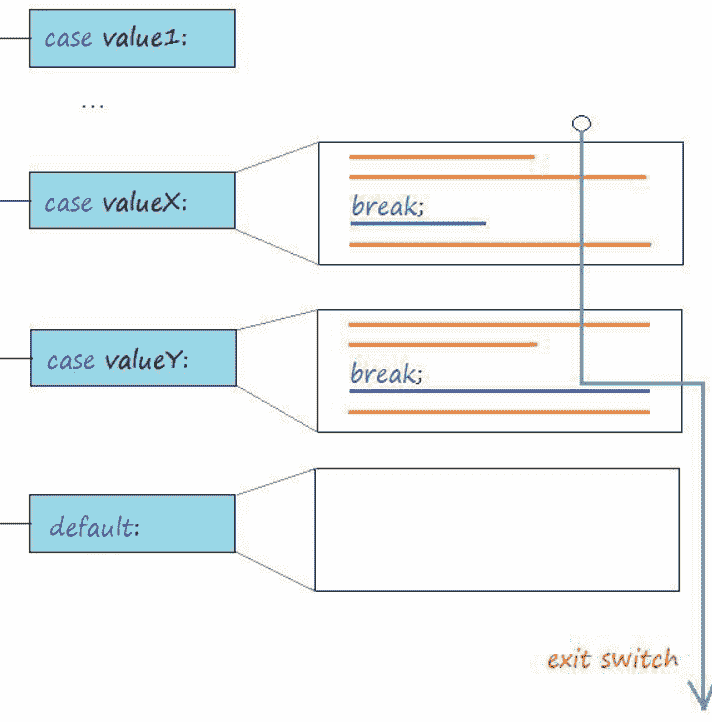 case value1:
...
case valueX:
break;
case valueY:
break;
default:
exit switch